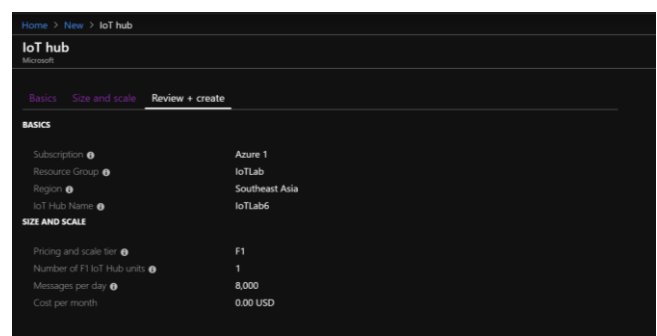 Home > New > IoT hub
IoT hub
Microsoft
Basics Size and scale Review + create
BASICS
Subscription Azure 1
Resource Group IoTLab
Region Southeast Asia
IoT Hub Name IoTLab6
SIZE AND SCALE
Pricing and scale tier F1
Number of F1 IoT Hub units 1
Messages per day 8,000
Cost per month 0.00 USD